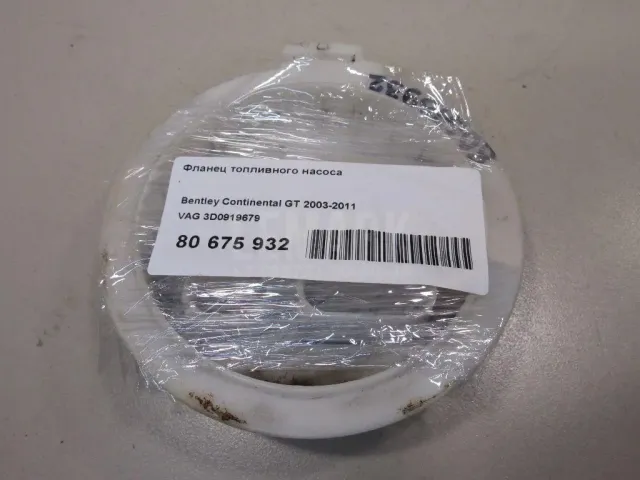 Фланец топливного насоса
Bentley Continental GT 2003-2011
VAG 3D0919679
80 675 932